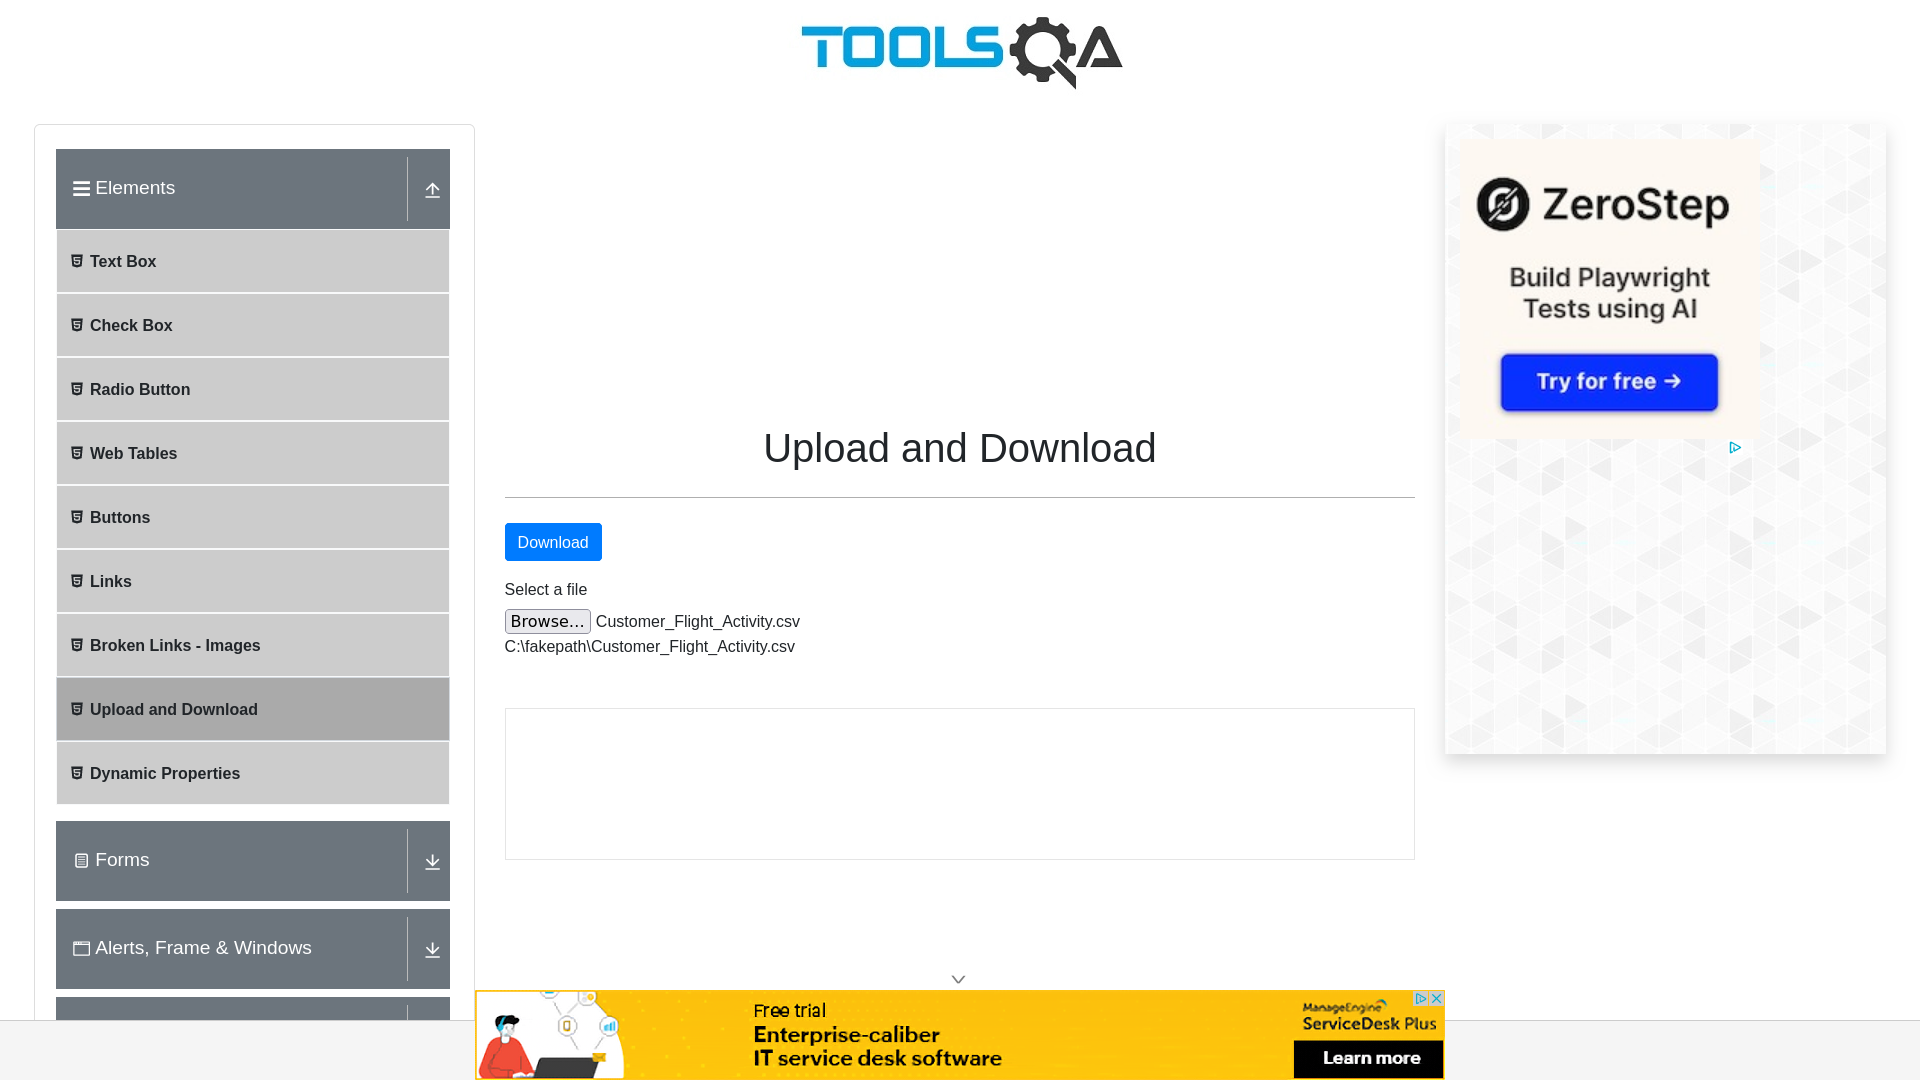 TOOLSQA
Elements
Text Box
Check Box
Radio Button
Web Tables
Buttons
Links
Broken Links - Images
Upload and Download
Dynamic Properties
Forms
Alerts, Frame & Windows
Upload and Download
Download
Select a file
Browse... Customer_Flight_Activity.csv
C:\fakepath\Customer_Flight_Activity.csv
ZeroStep
Build Playwright
Tests using AI
Try for free →
Free trial
Enterprise-caliber
IT service desk software
ManageEngine
ServiceDesk Plus
Learn more